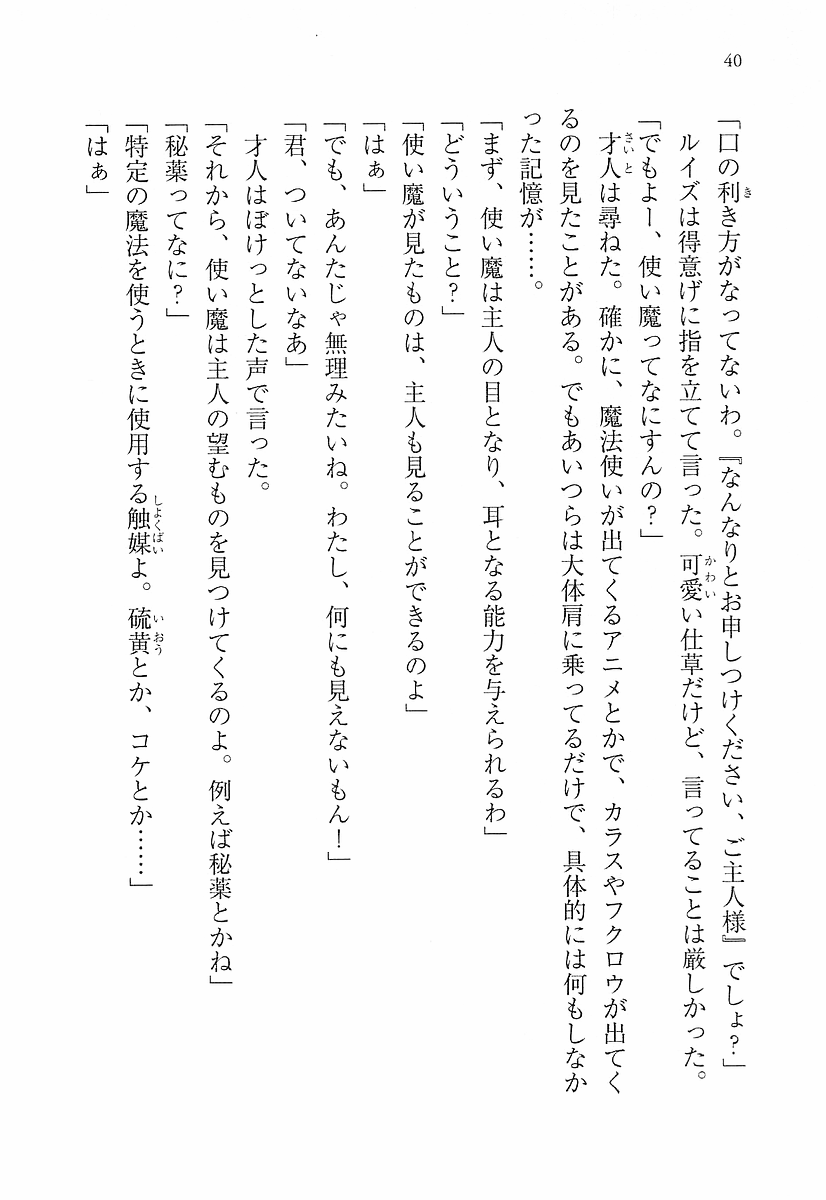 40
「口の利き方がなってないわ。『なんなりとお申しつけください、ご主人様』でしょ?」
ルイズは得意げに指を立てて言った。可愛い仕草だけど、言ってることは厳しかった。
「でもよー、使い魔ってなにすんの?」
才人は尋ねた。確かに、魔法使いが出てくるアニメとかで、カラスやフクロウが出てく
るのを見たことがある。でもあいつらは大体肩に乗ってるだけで、具体的には何もしなか
った記憶が……。
「まず、使い魔は主人の目となり、耳となる能力を与えられるわ」
「どういうこと?」
「使い魔が見たものは、主人も見ることができるのよ」
「はぁ」
「でも、あんたじゃ無理みたいね。わたし、何にも見えないもん!」
「君、ついてないなあ」
才人はぼけっとした声で言った。
「それから、使い魔は主人の望むものを見つけてくるのよ。例えば秘薬とかね」
「秘薬ってなに?」
「特定の魔法を使うときに使用する触媒よ。硫黄とか、コケとか……」
「はぁ」